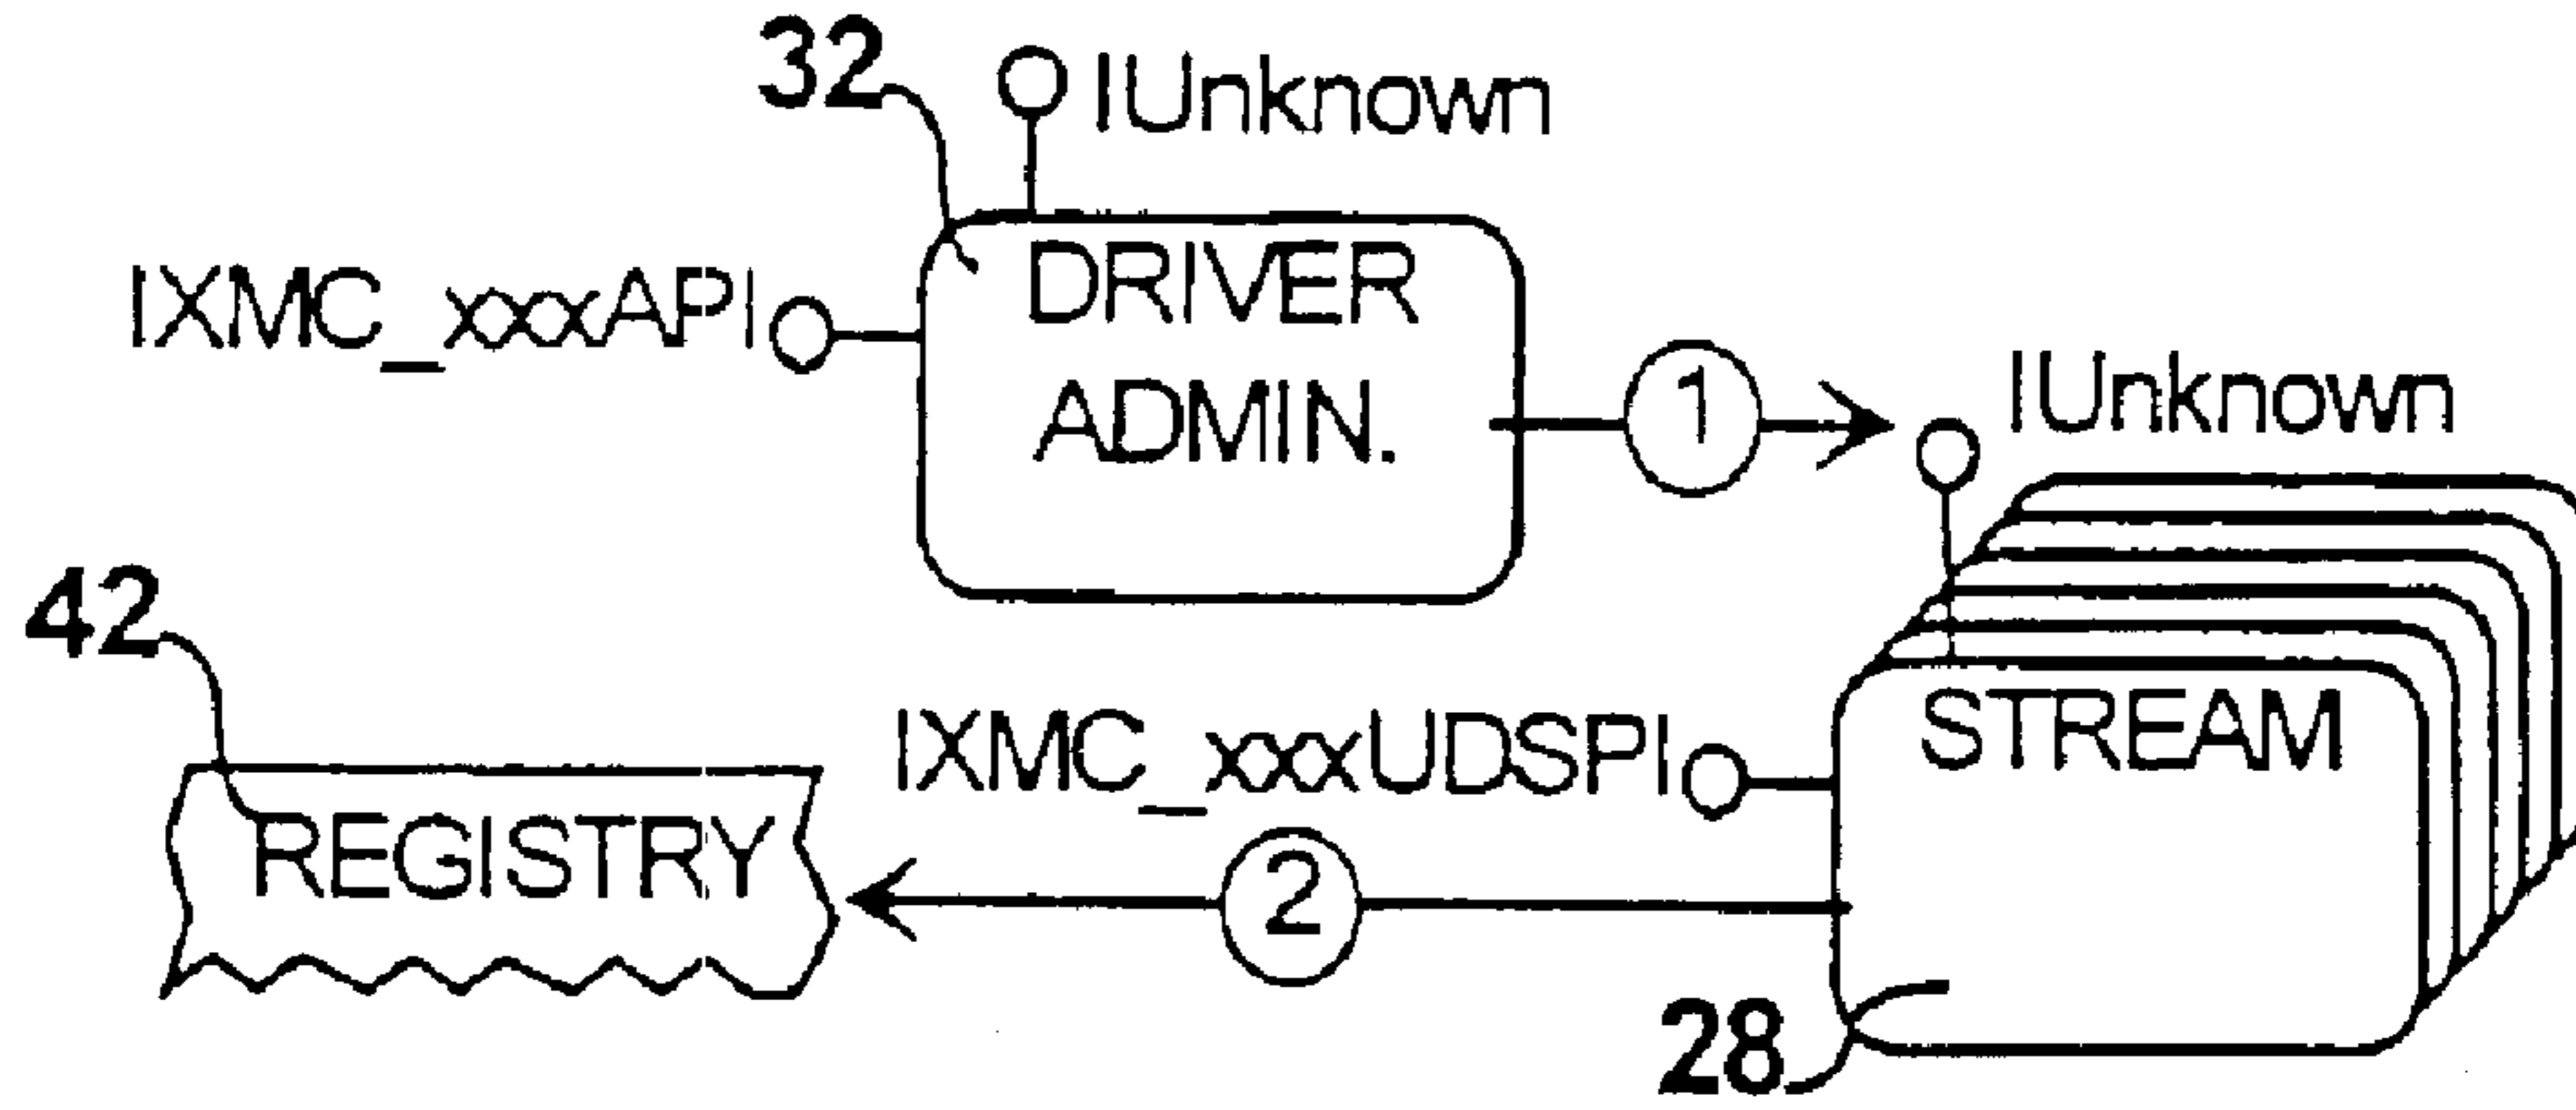 32
IUnknown
IXMC_xxxAPI
DRIVER
ADMIN.
1
IUnknown
42
REGISTRY
IXMC_xxxUDSPI
STREAM
2
28